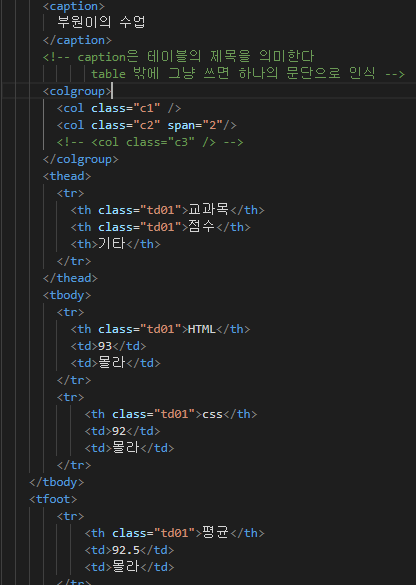 <caption>
부원이의 수업
</caption>
<!-- caption은 테이블의 제목을 의미한다
table 밖에 그냥 쓰면 하나의 문단으로 인식 -->
<colgroup>
<col class="c1" />
<col class="c2" span="2"/>
<!-- <col class="c3" /> -->
</colgroup>
<thead>
<tr>
<th class="td01">교과목</th>
<th class="td01">점수</th>
<th>기타</th>
</tr>
</thead>
<tbody>
<tr>
<th class="td01">HTML</th>
<td>93</td>
<td>몰라</td>
</tr>
<tr>
<th class="td01">css</th>
<td>92</td>
<td>몰라</td>
</tr>
</tbody>
<tfoot>
<tr>
<th class="td01">평균</th>
<td>92.5</td>
<td>몰라</td>
</tr>